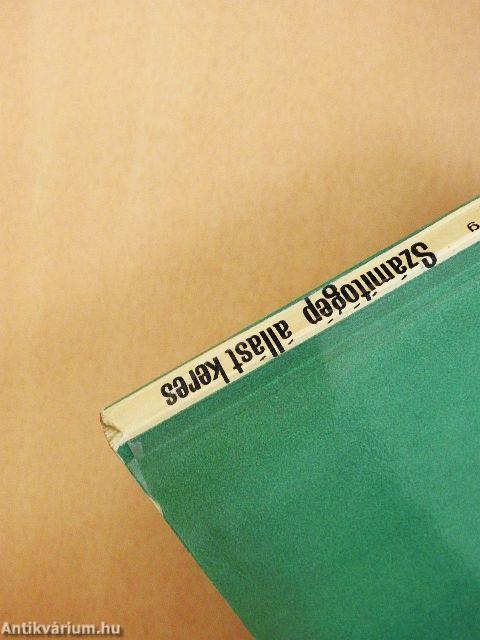 Számítógép állást keres
Antikvárium.hu